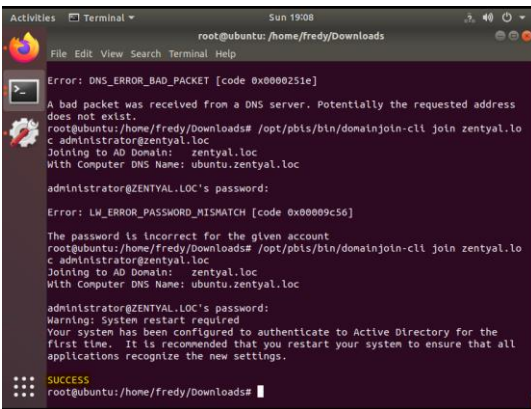 Activities
Terminal
Sun 19:08
root@ubuntu: /home/fredy/Downloads
File Edit View Search Terminal Help
Error: DNS_ERROR_BAD_PACKET [code 0x0000251e]
A bad packet was received from a DNS server. Potentially the requested address
does not exist.
root@ubuntu:/home/fredy/Downloads# /opt/pbis/bin/domainjoin-cli join zentyal.lo
c administrator@zentyal.loc
Joining to AD Domain:   zentyal.loc
With Computer DNS Name: ubuntu.zentyal.loc
administrator@ZENTYAL.LOC's password:
Error: LW_ERROR_PASSWORD_MISMATCH [code 0x00009c56]
The password is incorrect for the given account
root@ubuntu:/home/fredy/Downloads# /opt/pbis/bin/domainjoin-cli join zentyal.lo
c administrator@zentyal.loc
Joining to AD Domain:   zentyal.loc
With Computer DNS Name: ubuntu.zentyal.loc
administrator@ZENTYAL.LOC's password:
Warning: System restart required
Your system has been configured to authenticate to Active Directory for the
first time.  It is recommended that you restart your system to ensure that all
applications recognize the new settings.
SUCCESS
root@ubuntu:/home/fredy/Downloads#